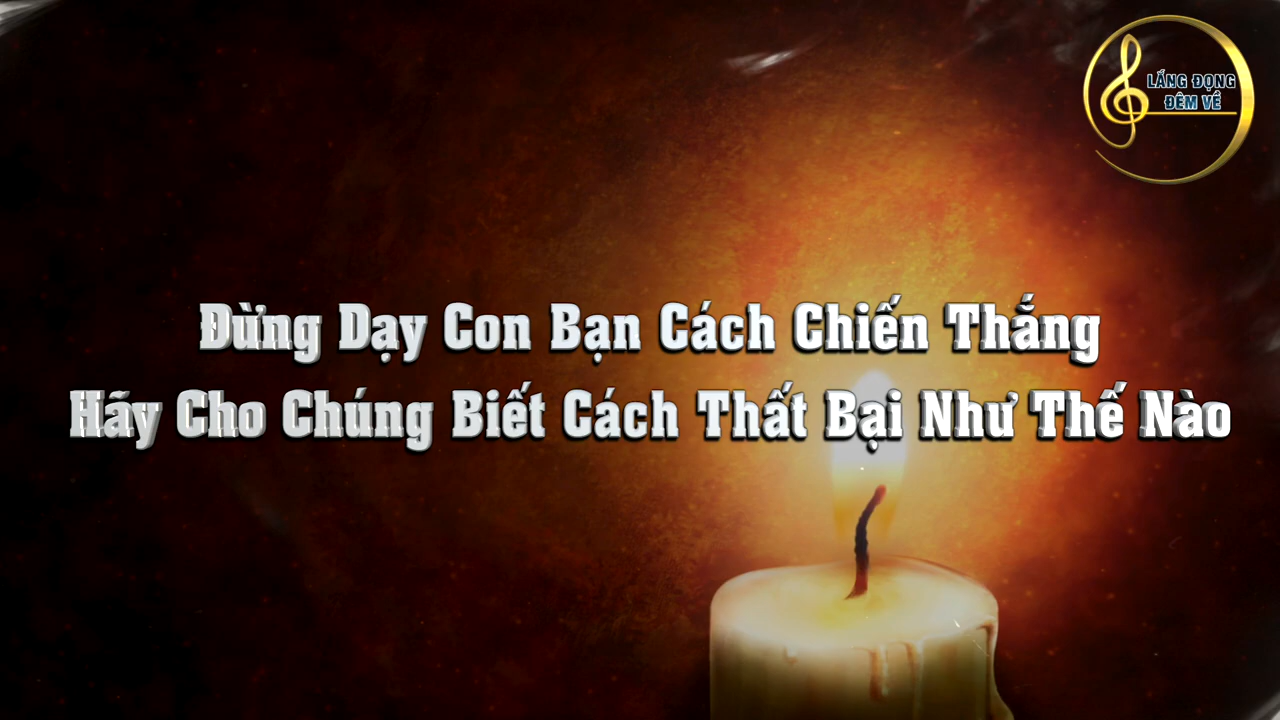 LẮNG ĐỌNG
ĐÊM VỀ
Đừng Dạy Con Bạn Cách Chiến Thắng
Hãy Cho Chúng Biết Cách Thất Bại Như Thế Nào